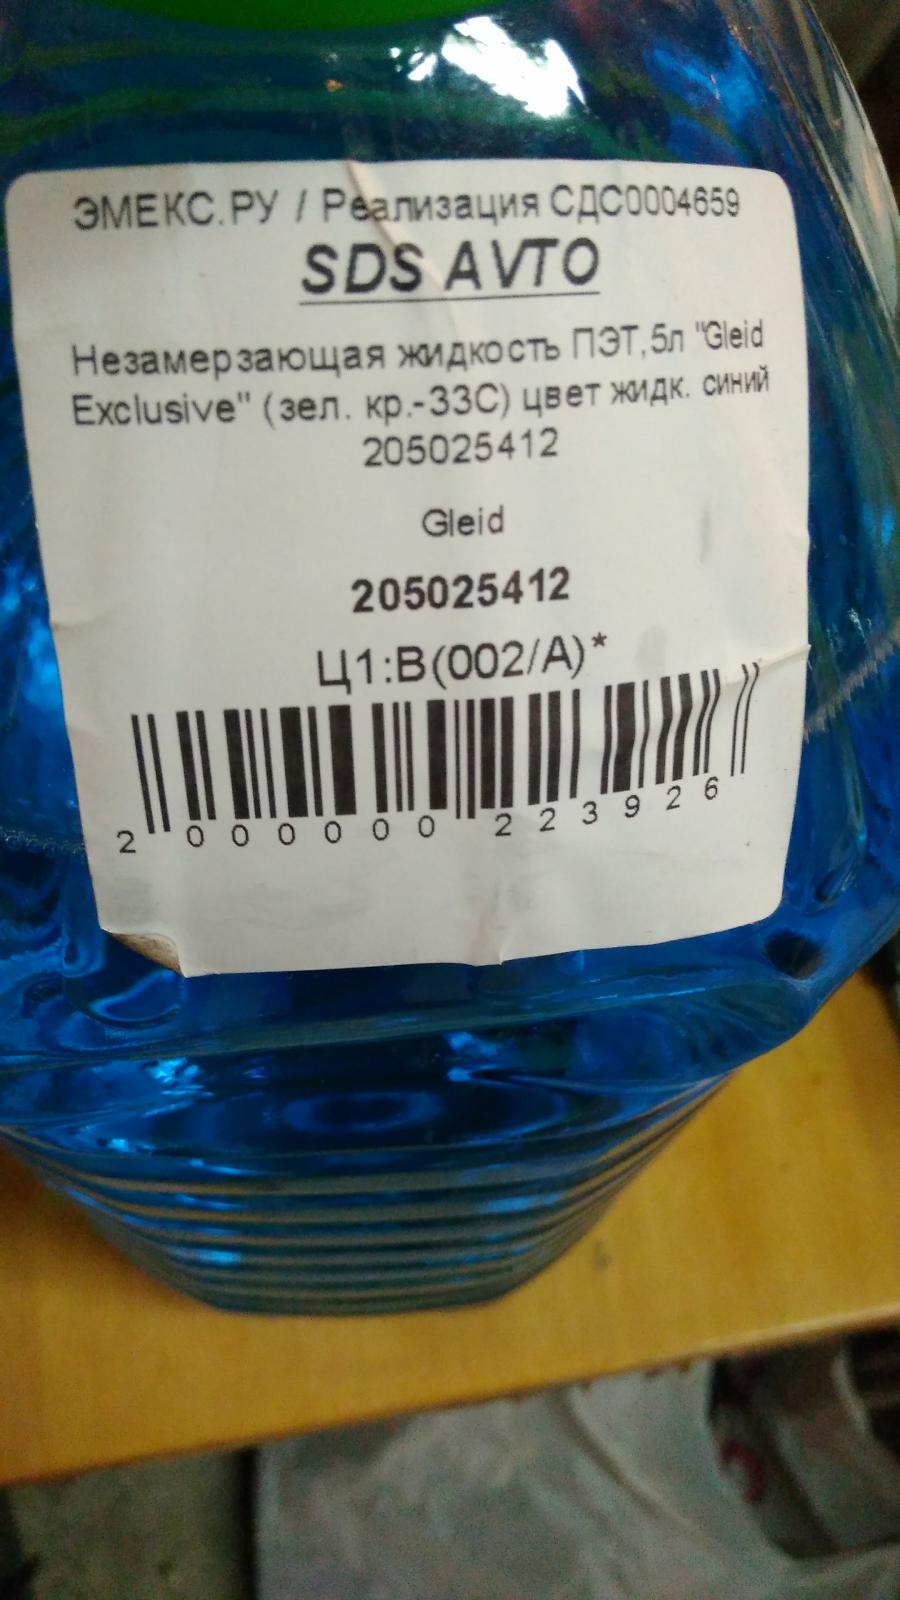 ЭМЕКС.РУ / Реализация СДС0004659
SDS AVTO
Незамерзающая жидкость ПЭТ,5л "Gleid
Exclusive" (зел. кр.-33С) цвет жидк. синий
205025412
Gleid
205025412
Ц1:В(002/А)*
2 000000 223926